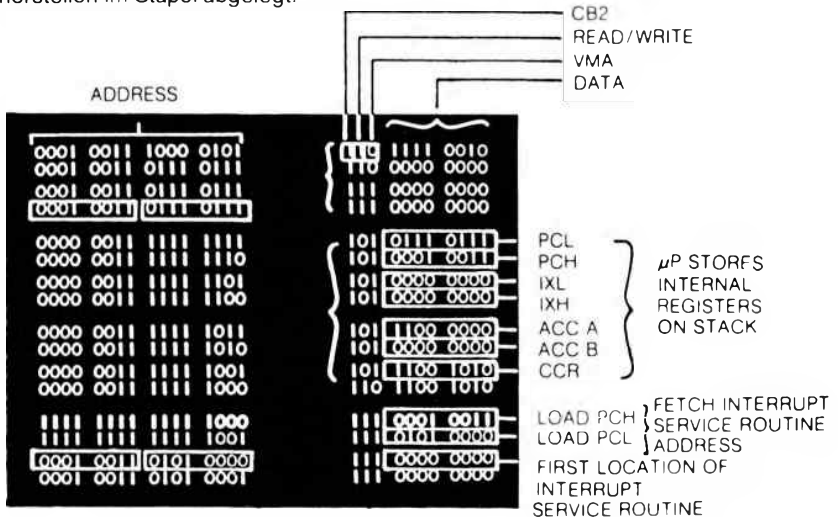 herstellen im Stapel abgelegt.
CB2
READ/WRITE
VMA
DATA
ADDRESS
0001 0011 1000 0101 110 1111 0010
0001 0011 0111 0111 110 0000 0000
0001 0011 0111 0111 111 0000 0000
0001 0011 0111 0111 111 0000 0000
0000 0011 1111 1111 101 0111 0111 PCL
0000 0011 1111 1110 101 0001 0011 PCH
0000 0011 1111 1101 101 0000 0000 IXL
0000 0011 1111 1100 101 0000 0000 IXH
0000 0011 1111 1011 101 1100 0000 ACC A
0000 0011 1111 1010 101 0000 0000 ACC B
0000 0011 1111 1001 101 1100 1010 CCR
0000 0011 1111 1000 110 1100 1010
µP STORFS
INTERNAL
REGISTERS
ON STACK
1111 1111 1111 1000 111 0001 0011 LOAD PCH
1111 1111 1111 1001 111 0101 0000 LOAD PCL
FETCH INTERRUPT
SERVICE ROUTINE
ADDRESS
0001 0011 0101 0000 111 0000 0000
0001 0011 0101 0001 111 0000 0000
FIRST LOCATION OF
INTERRUPT
SERVICE ROUTINE